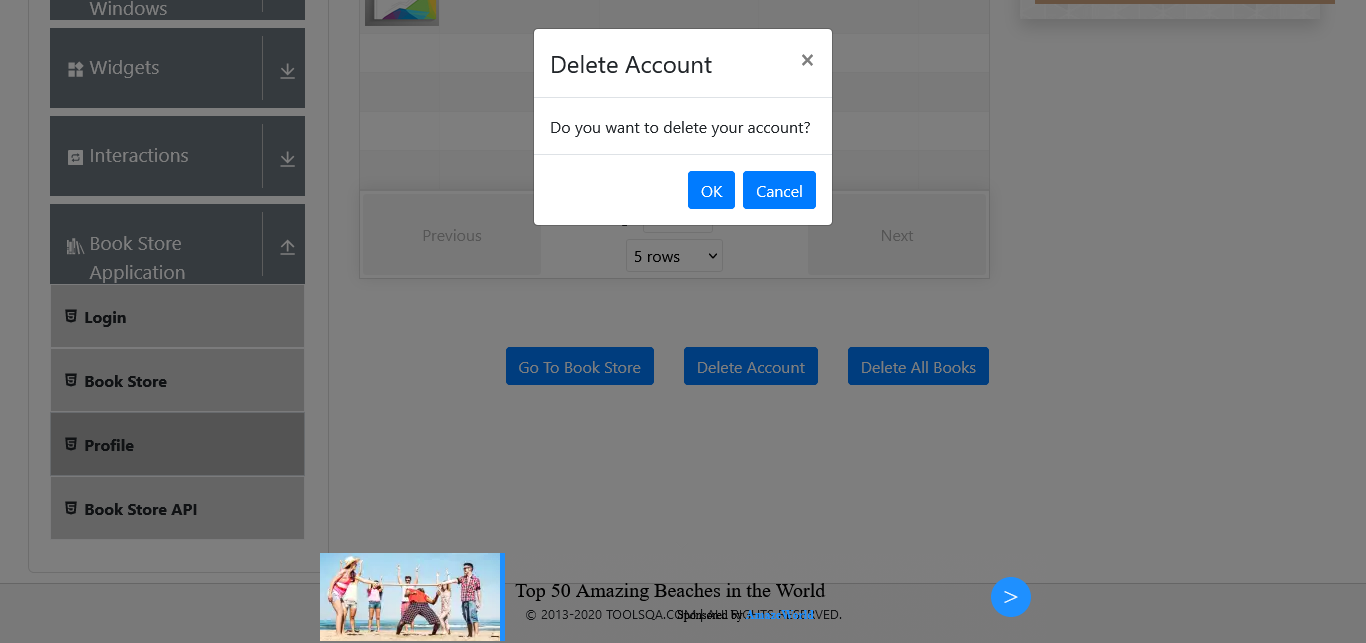 Windows
Widgets
Interactions
Book Store
Application
Login
Book Store
Profile
Book Store API
Delete Account
×
Do you want to delete your account?
OK Cancel
Previous
5 rows
Next
Go To Book Store Delete Account Delete All Books
Top 50 Amazing Beaches in the World
© 2013-2020 TOOLSQA.COM ALL RIGHTS RESERVED.
Sponsored By
>